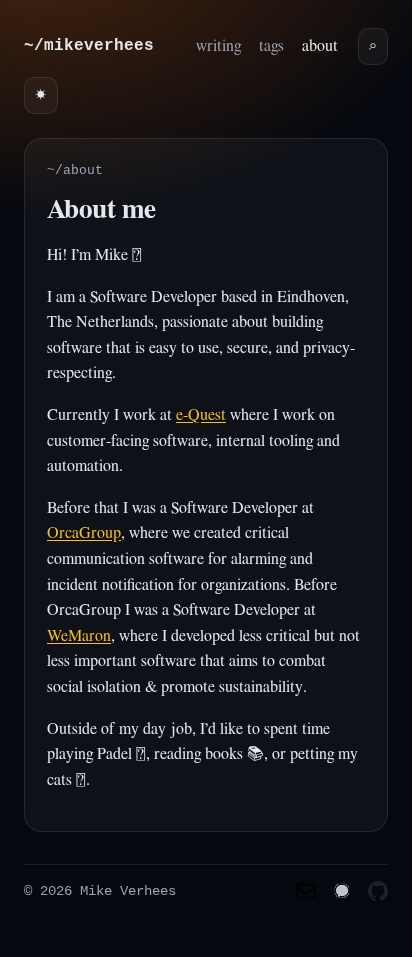 ~/mikeverhees writing tags about
~/about
About me
Hi! I'm Mike
I am a Software Developer based in Eindhoven,
The Netherlands, passionate about building
software that is easy to use, secure, and privacy-
respecting.
Currently I work at e-Quest where I work on
customer-facing software, internal tooling and
automation.
Before that I was a Software Developer at
OrcaGroup, where we created critical
communication software for alarming and
incident notification for organizations. Before
OrcaGroup I was a Software Developer at
WeMaron, where I developed less critical but not
less important software that aims to combat
social isolation & promote sustainability.
Outside of my day job, I'd like to spent time
playing Padel , reading books 📚, or petting my
cats .
© 2026 Mike Verhees